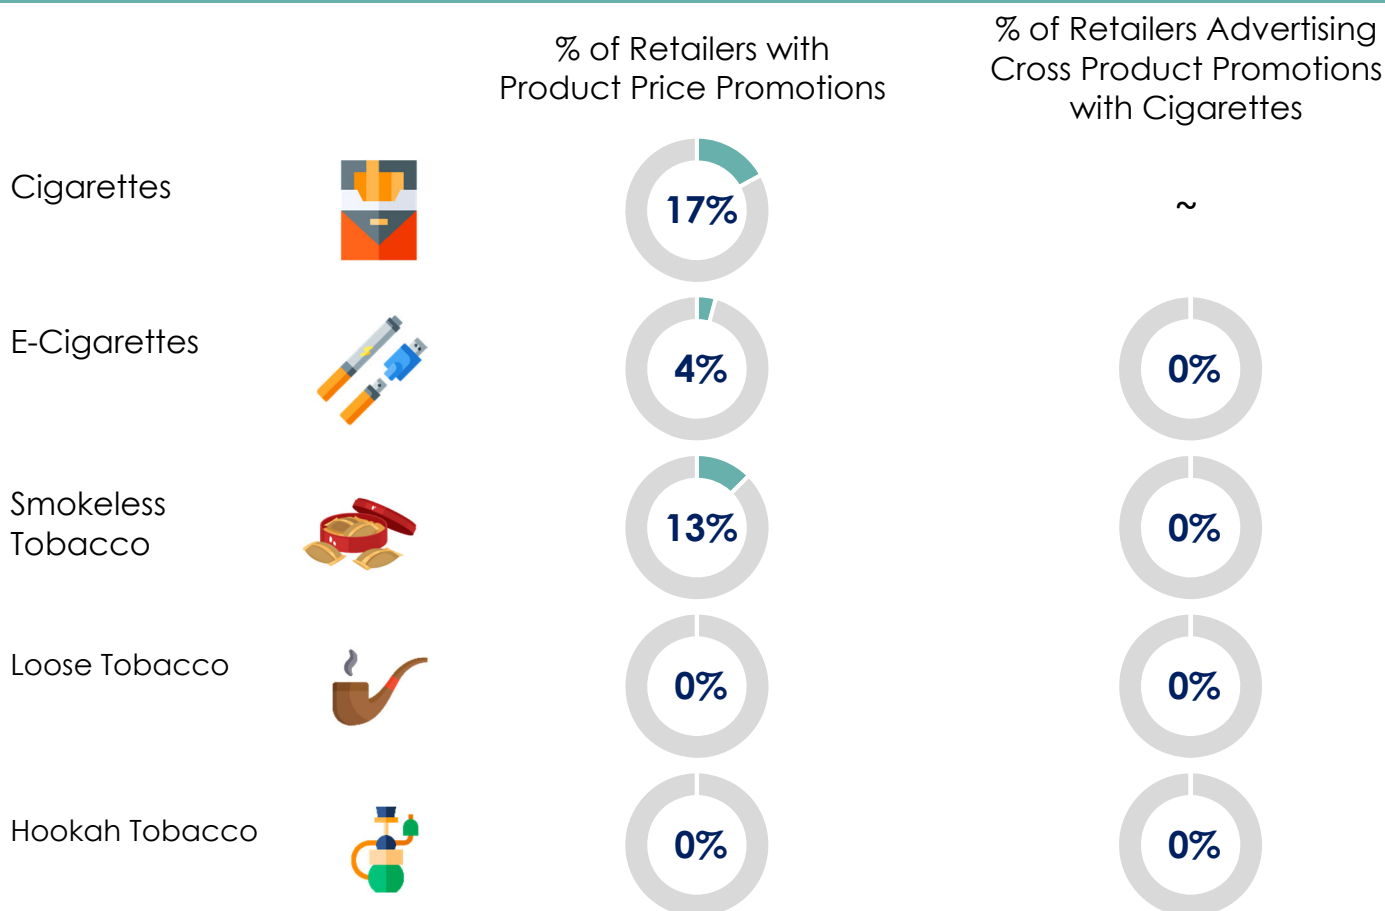 % of Retailers with
Product Price Promotions
% of Retailers Advertising
Cross Product Promotions
with Cigarettes
Cigarettes
17%
~
E-Cigarettes
4%
0%
Smokeless
Tobacco
13%
0%
Loose Tobacco
0%
0%
Hookah Tobacco
0%
0%